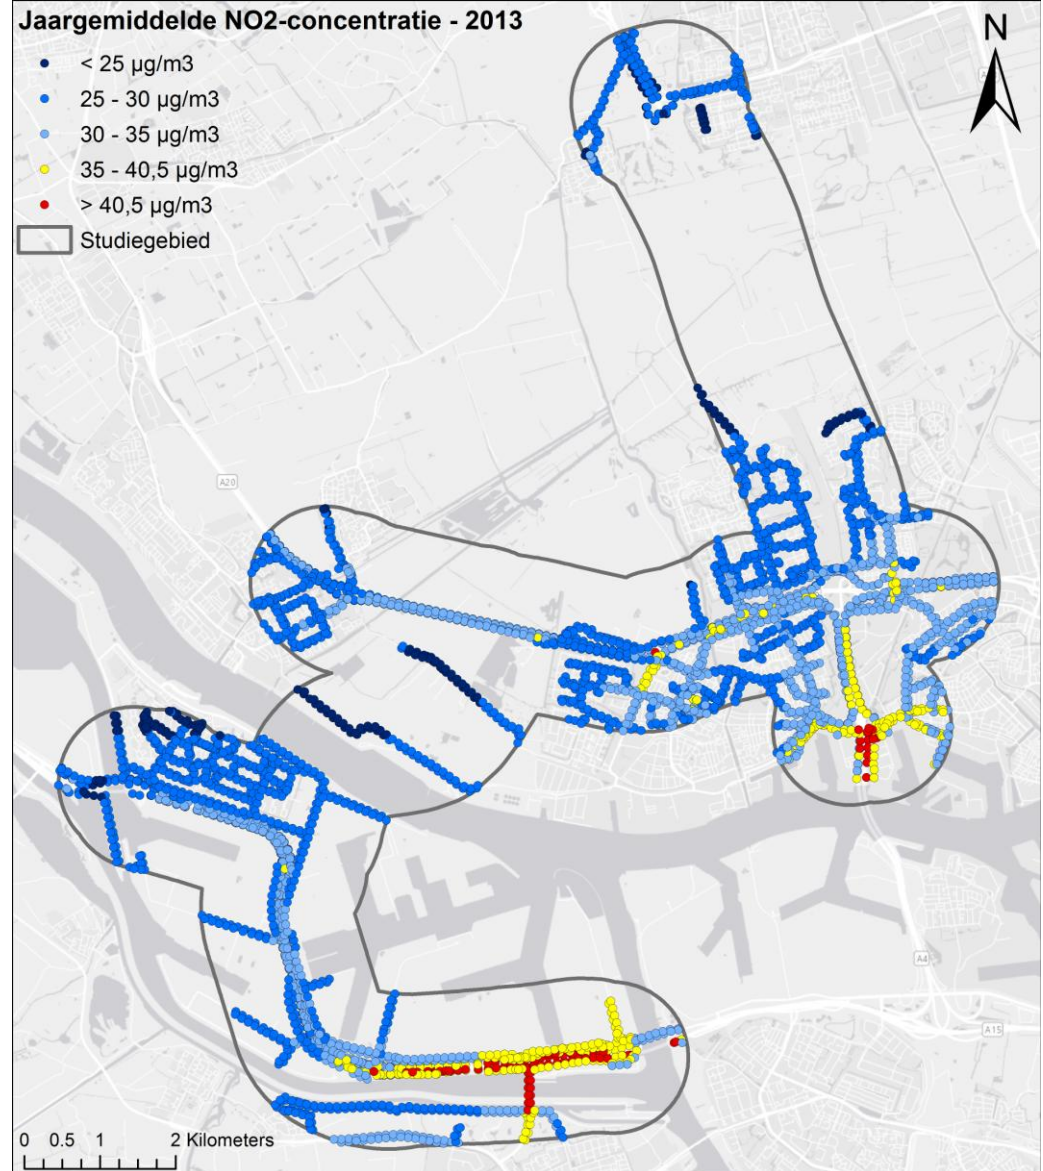 Jaargemiddelde NO2-concentratie - 2013
< 25 µg/m3
25 - 30 µg/m3
30 - 35 µg/m3
35 - 40,5 µg/m3
> 40,5 µg/m3
Studiegebied
N
A20
A4
A15
0 0.5 1 2 Kilometers